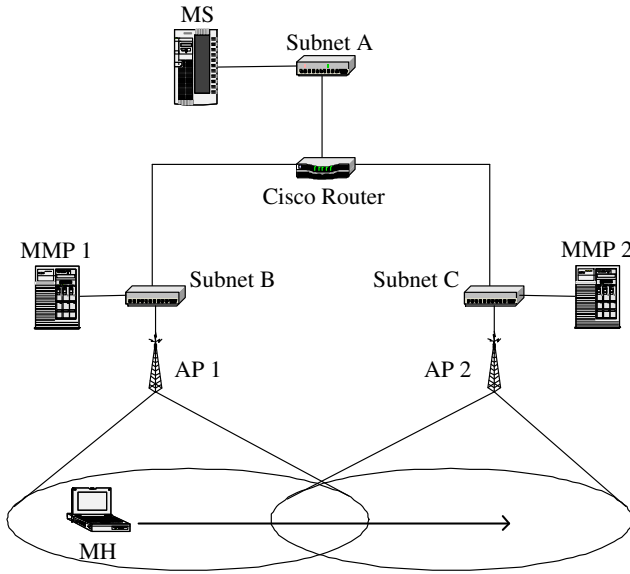 MS
Subnet A
Cisco Router
MMP 1
MMP 2
Subnet B
Subnet C
AP 1
AP 2
MH